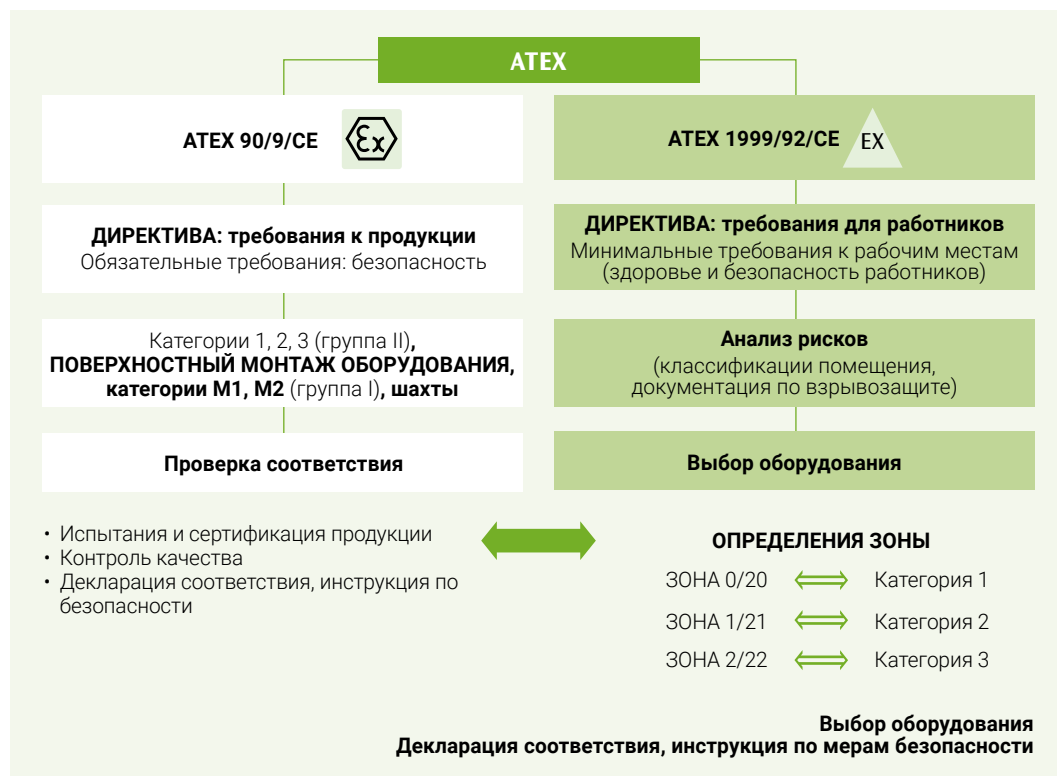 ATEX
ATEX 90/9/CE
Ex
ДИРЕКТИВА: требования к продукции
Обязательные требования: безопасность
Категории 1, 2, 3 (группа II),
ПОВЕРХНОСТНЫЙ МОНТАЖ ОБОРУДОВАНИЯ,
категории М1, М2 (группа I), шахты
Проверка соответствия
• Испытания и сертификация продукции
• Контроль качества
• Декларация соответствия, инструкция по
безопасности
ATEX 1999/92/CE
EX
ДИРЕКТИВА: требования для работников
Минимальные требования к рабочим местам
(здоровье и безопасность работников)
Анализ рисков
(классификации помещения,
документация по взрывозащите)
Выбор оборудования
ОПРЕДЕЛЕНИЯ ЗОНЫ
ЗОНА 0/20 Категория 1
ЗОНА 1/21 Категория 2
ЗОНА 2/22 Категория 3
Выбор оборудования
Декларация соответствия, инструкция по мерам безопасности